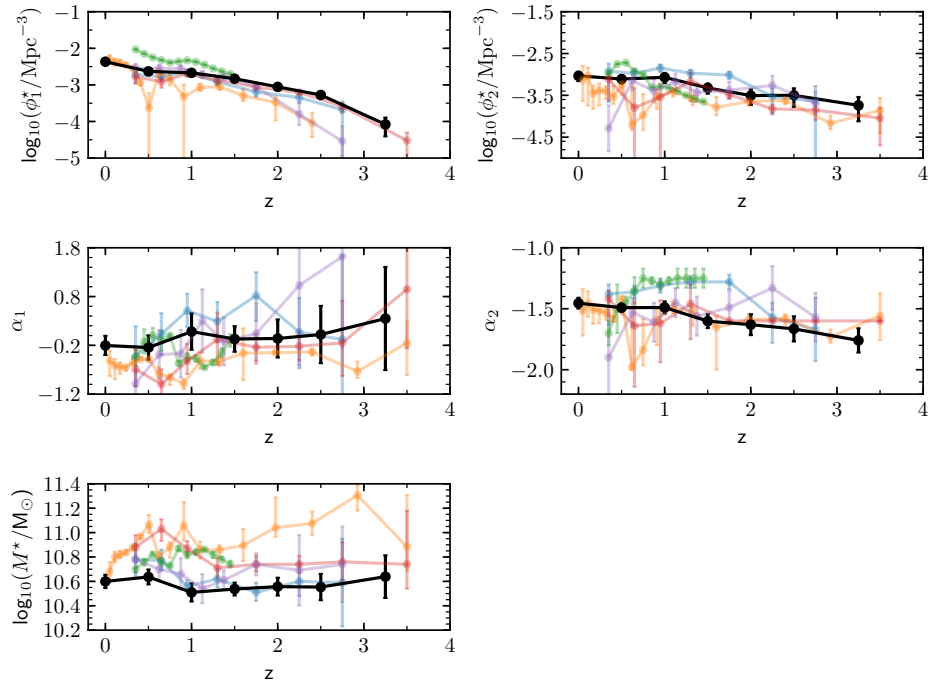 −1
−2
−3
−4
−5
log₁₀(ϕ₁⋆/Mpc⁻³)
0 1 2 3 4
z
−1.5
−2.5
−3.5
−4.5
log₁₀(ϕ₂⋆/Mpc⁻³)
0 1 2 3 4
z
1.8
0.8
−0.2
−1.2
α₁
0 1 2 3 4
z
−1.0
−1.5
−2.0
α₂
0 1 2 3 4
z
11.4
11.2
11.0
10.8
10.6
10.4
10.2
log₁₀(M⋆/M⊙)
0 1 2 3 4
z